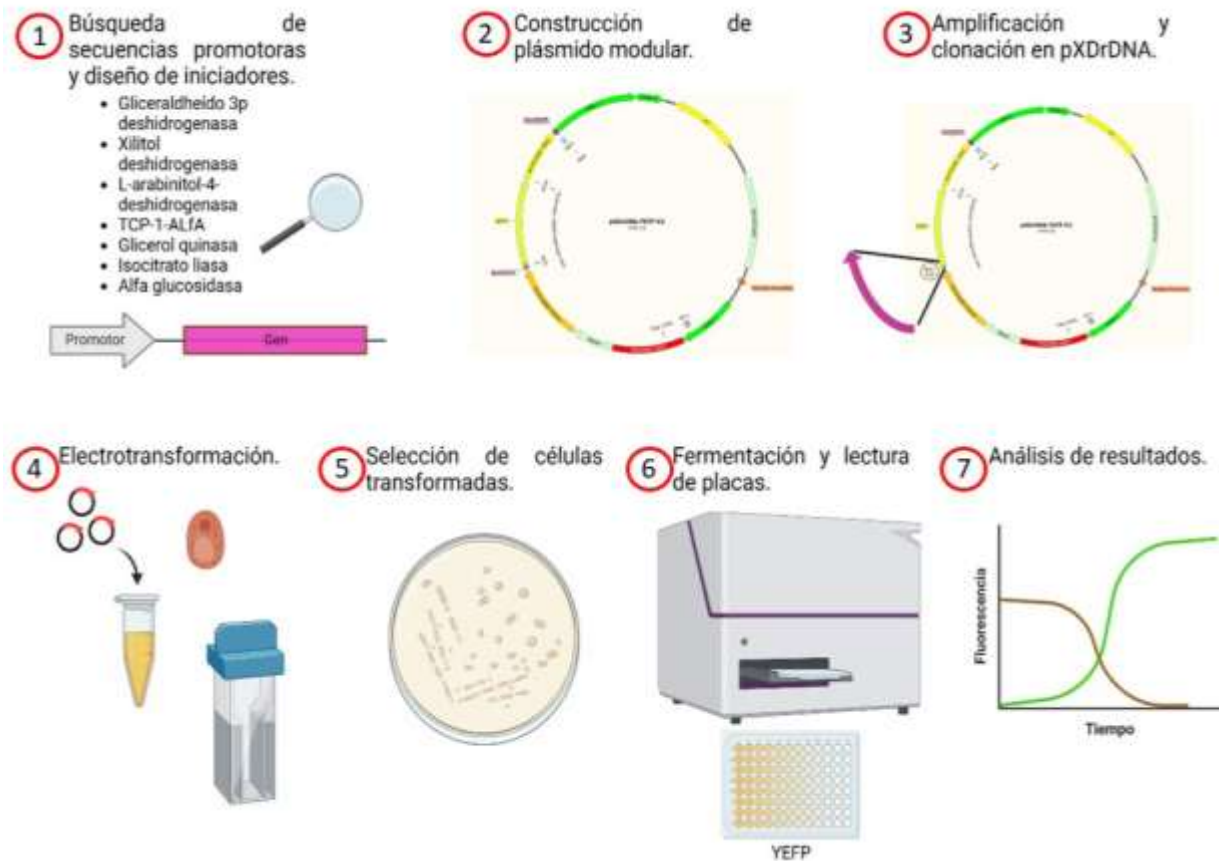 1
Búsqueda de
secuencias promotoras
y diseño de iniciadores.
• Gliceraldheído 3p
deshidrogenasa
• Xilitol
deshidrogenasa
• L-arabinitol-4-
deshidrogenasa
• TCP-1-ALfA
• Glicerol quinasa
• Isocitrato liasa
• Alfa glucosidasa
Promotor
Gen
2
Construcción de
plásmido modular.
3
Amplificación y
clonación en pXDrDNA.
4
Electrotransformación.
5
Selección de células
transformadas.
6
Fermentación y lectura
de placas.
YEFP
7
Análisis de resultados.
Fluorescencia
Tiempo